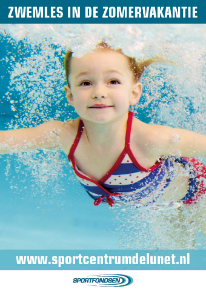 ZWEMLES IN DE ZOMERVAKANTIE
www.sportcentrumdelunet.nl
SPORTFONDSEN